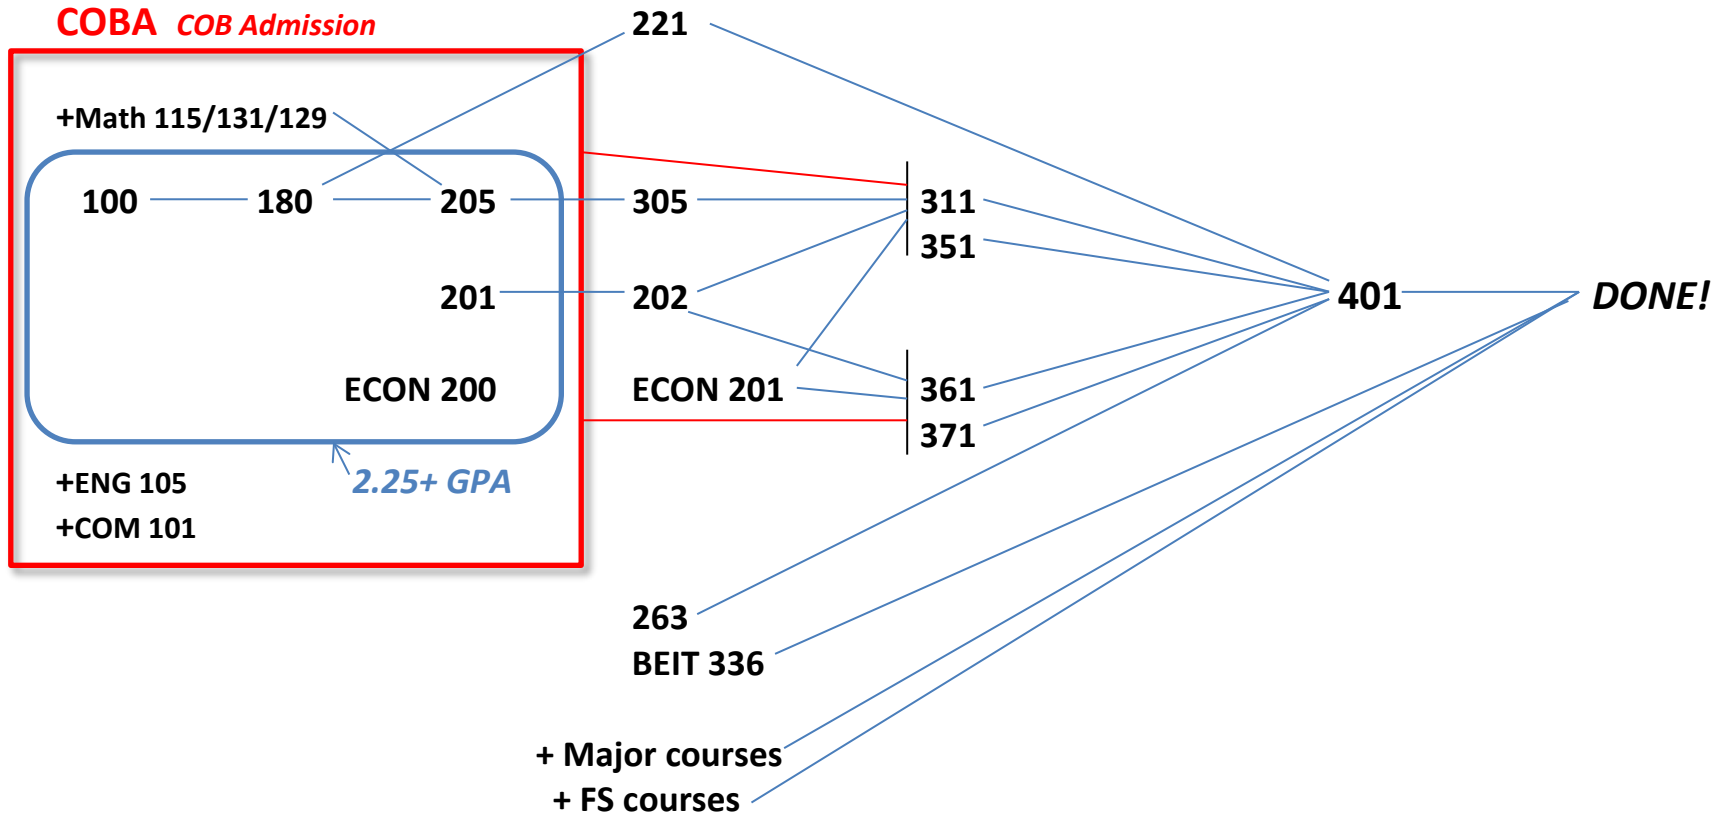 COBA COB Admission
221
+Math 115/131/129
100 180 205 305 311
351
201 202 401 DONE!
ECON 200 ECON 201 361
371
+ENG 105 2.25+ GPA
+COM 101
263
BEIT 336
+ Major courses
+ FS courses